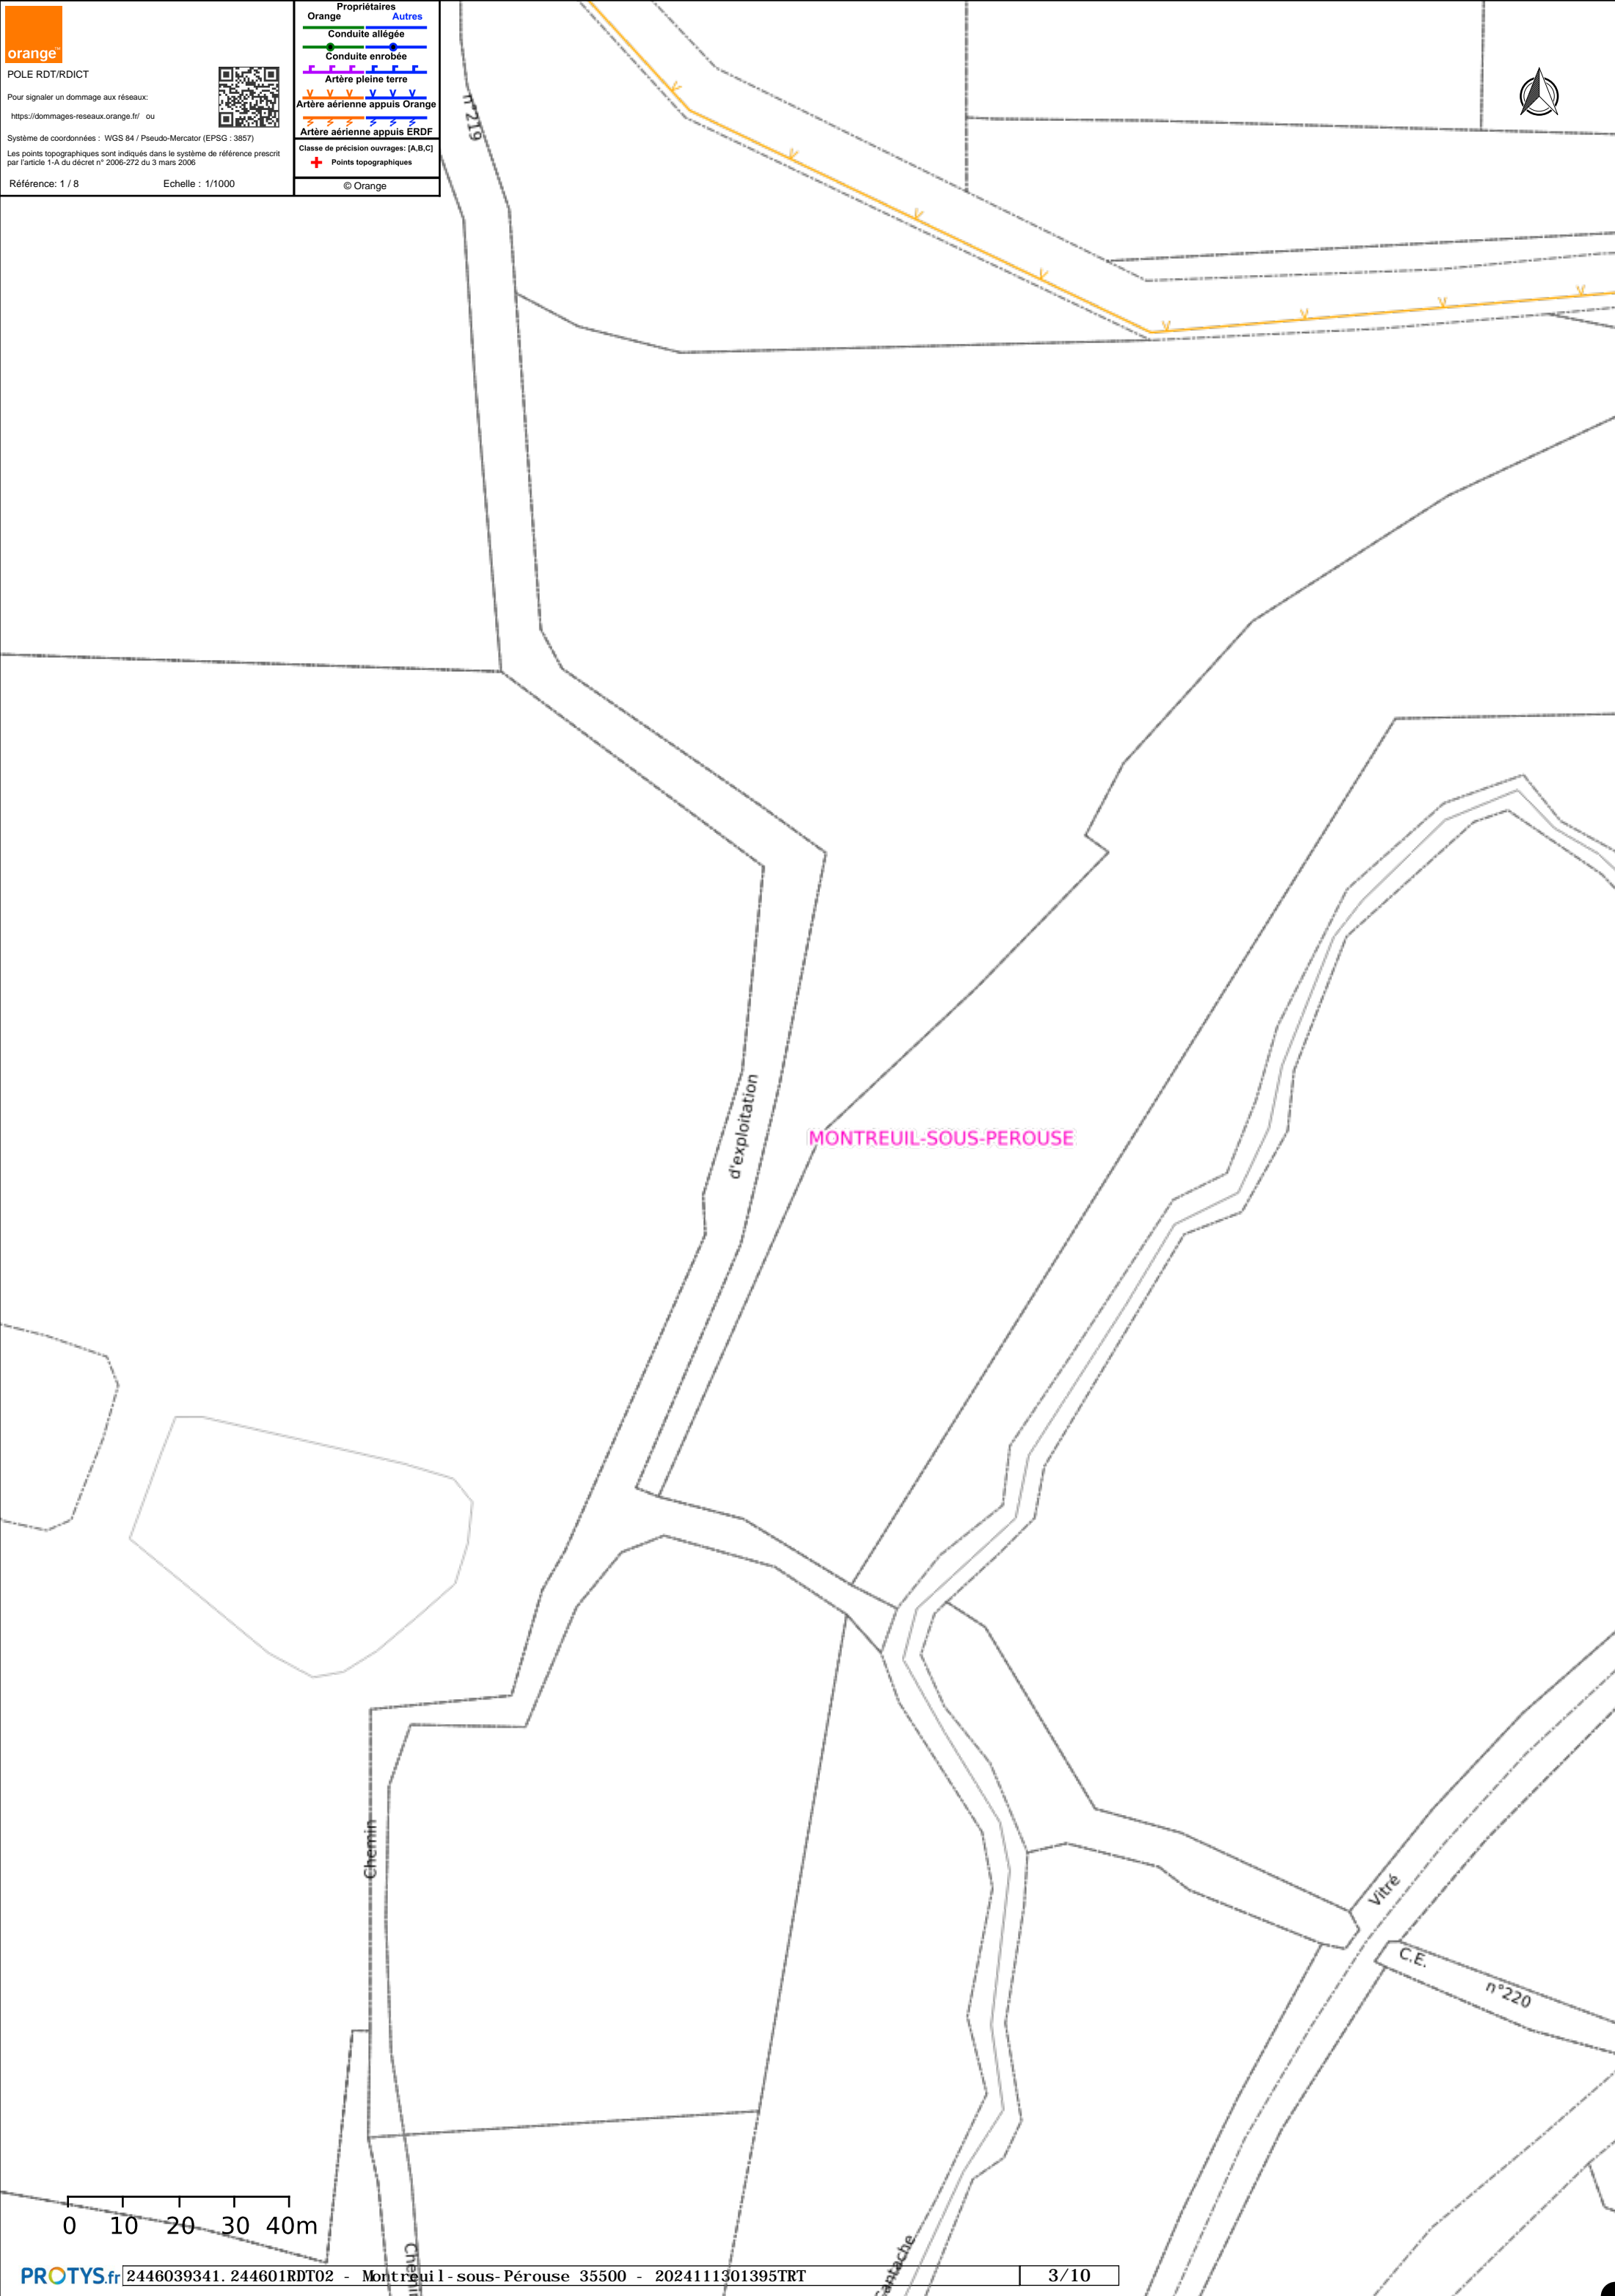 orange™
POLE RDT/RDICT
Pour signaler un dommage aux réseaux:
https://dommages-reseaux.orange.fr/ ou
Système de coordonnées : WGS 84 / Pseudo-Mercator (EPSG : 3857)
Les points topographiques sont indiqués dans le système de référence prescrit
par l'article 1-A du décret n° 2006-272 du 3 mars 2006
Référence: 1 / 8 Echelle : 1/1000
Propriétaires
Orange Autres
Conduite allégée
Conduite enrobée
Artère pleine terre
Artère aérienne appuis Orange
Artère aérienne appuis ERDF
Classe de précision ouvrages: [A,B,C]
Points topographiques
© Orange
n°219
d'exploitation
MONTREUIL-SOUS-PEROUSE
Chemin
Vitré
C.E.
n°220
Chemin
Cantache
0 10 20 30 40m
PROTYS.fr
2446039341.244601RDT02 - Montreuil-sous-Pérouse 35500 - 2024111301395TRT
3/10